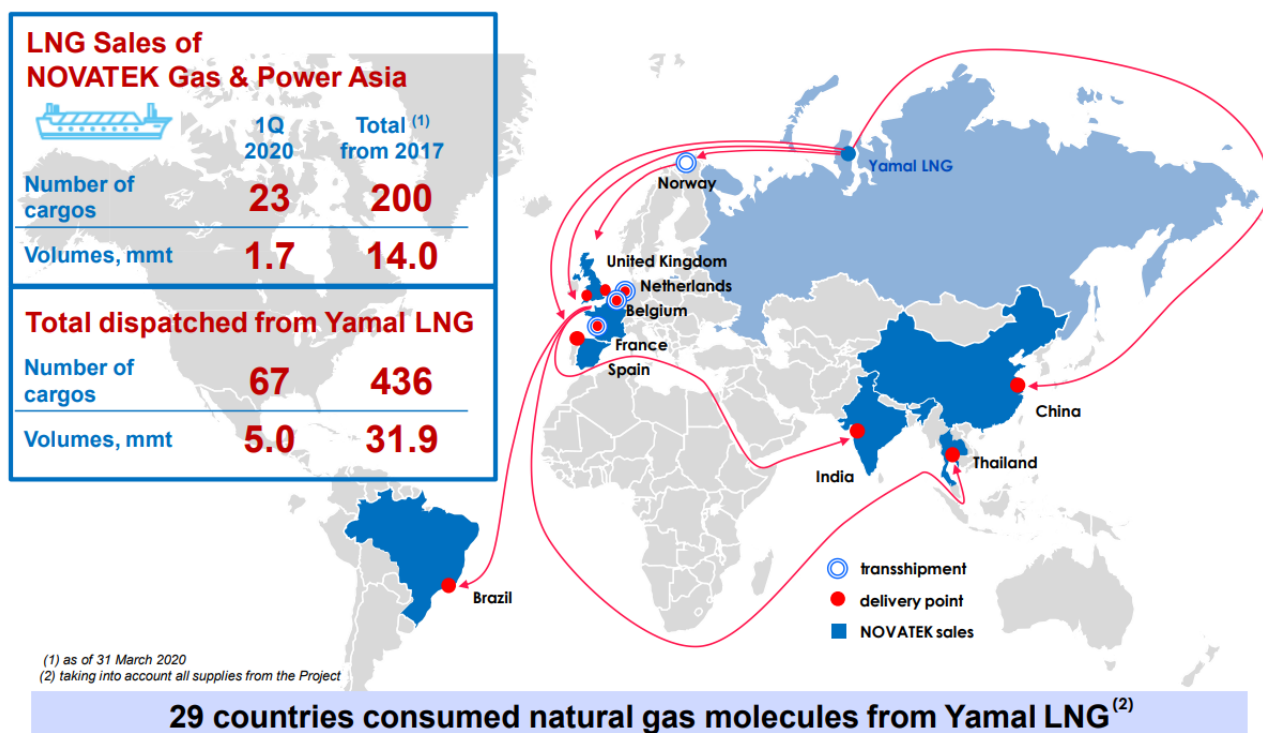 LNG Sales of
NOVATEK Gas & Power Asia
1Q
2020
Total (1)
from 2017
Number of
cargos
23
200
Volumes, mmt
1.7
14.0
Total dispatched from Yamal LNG
Number of
cargos
67
436
Volumes, mmt
5.0
31.9
Yamal LNG
Norway
United Kingdom
Netherlands
Belgium
France
Spain
China
India
Thailand
Brazil
transshipment
delivery point
NOVATEK sales
(1) as of 31 March 2020
(2) taking into account all supplies from the Project
29 countries consumed natural gas molecules from Yamal LNG (2)